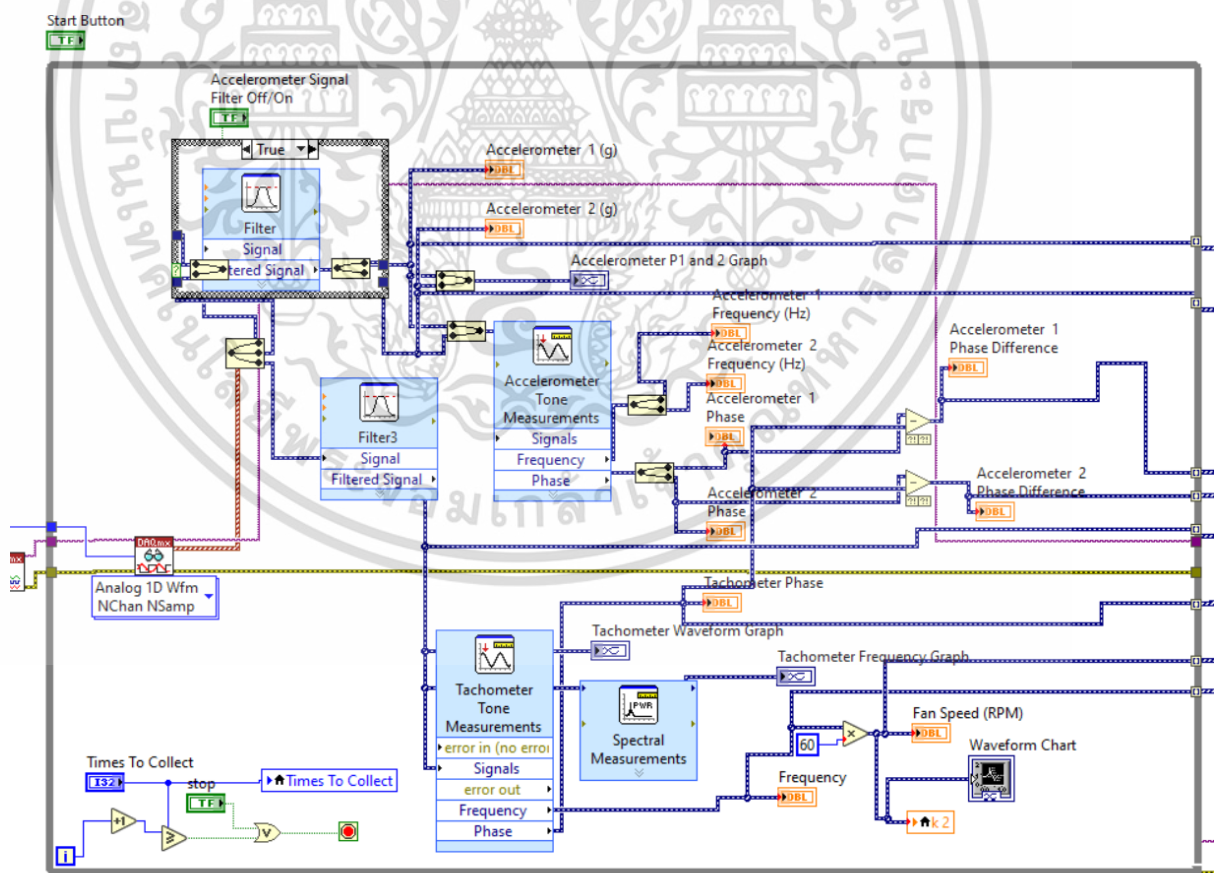 Start Button
TF
Accelerometer Signal
Filter Off/On
TF
True
Filter
Signal
tered Signal
?
Accelerometer 1 (g)
DBL
Accelerometer 2 (g)
DBL
Accelerometer P1 and 2 Graph
Accelerometer 1
Frequency (Hz)
DBL
Accelerometer 2
Frequency (Hz)
DBL
Accelerometer 1
Phase
DBL
Accelerometer 2
Phase
DBL
Accelerometer
Tone
Measurements
Signals
Frequency
Phase
Filter3
Signal
Filtered Signal
Accelerometer 1
Phase Difference
DBL
Accelerometer 2
Phase Difference
DBL
DAQmx
Analog 1D Wfm
NChan NSamp
Tachometer Phase
DBL
Tachometer Waveform Graph
Tachometer Frequency Graph
Tachometer
Tone
Measurements
error in (no error
Signals
error out
Frequency
Phase
PWR
Spectral
Measurements
60
Fan Speed (RPM)
DBL
Waveform Chart
Frequency
DBL
k 2
Times To Collect
I32
Times To Collect
stop
TF
+1
i